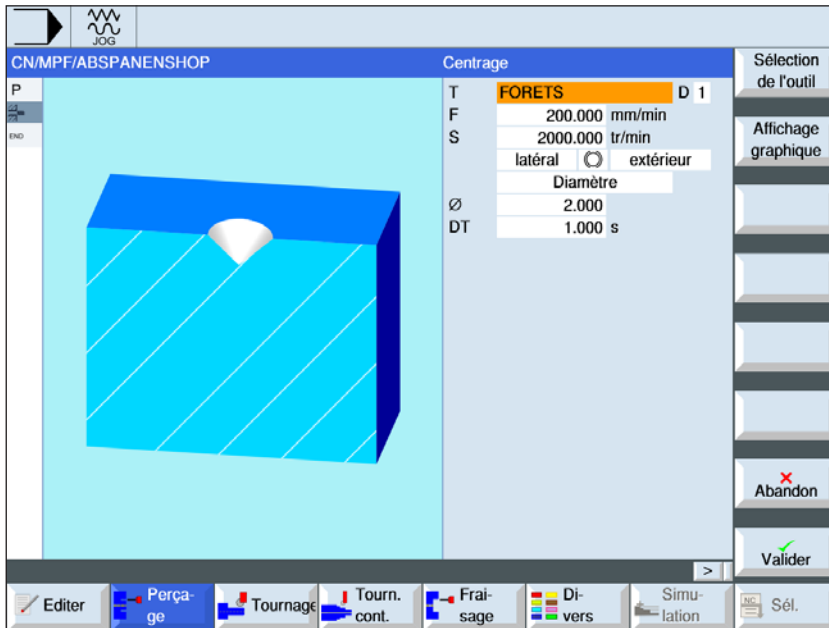 JOG
CN/MPF/ABSPANENSHOP
Centrage
P
END
T FORETS D 1
F 200.000 mm/min
S 2000.000 tr/min
latéral extérieur
Diamètre
Ø 2.000
DT 1.000 s
Sélection
de l'outil
Affichage
graphique
Abandon
Valider
>
Editer
Perça-
ge
Tournage
Tourn.
cont.
Frai-
sage
Di-
vers
Simu-
lation
NC
Sél.